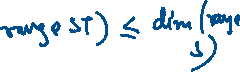 range ST) ≤ dim (range
S)